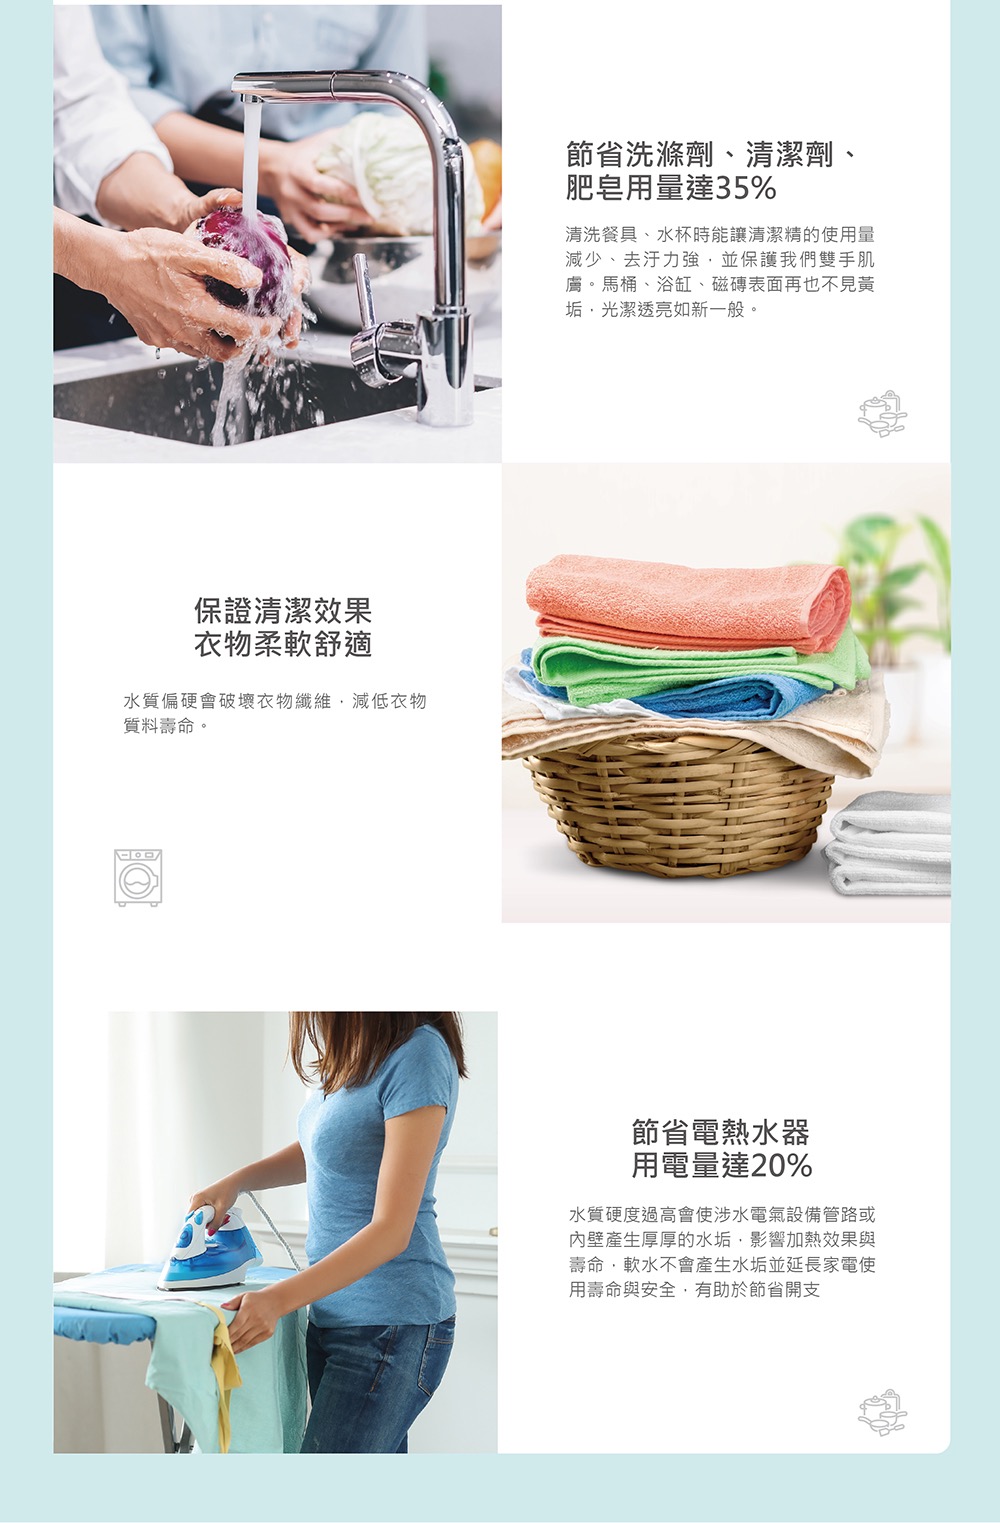 節省洗滌劑、清潔劑、
肥皂用量達35%
清洗餐具、水杯時能讓清潔精的使用量
減少、去汙力強，並保護我們雙手肌
膚。馬桶、浴缸、磁磚表面再也不見黃
垢，光潔透亮如新一般。
保證清潔效果
衣物柔軟舒適
水質偏硬會破壞衣物纖維，減低衣物
質料壽命。
節省電熱水器
用電量達20%
水質硬度過高會使涉水電氣設備管路或
內壁產生厚厚的水垢，影響加熱效果與
壽命，軟水不會產生水垢並延長家電使
用壽命與安全，有助於節省開支